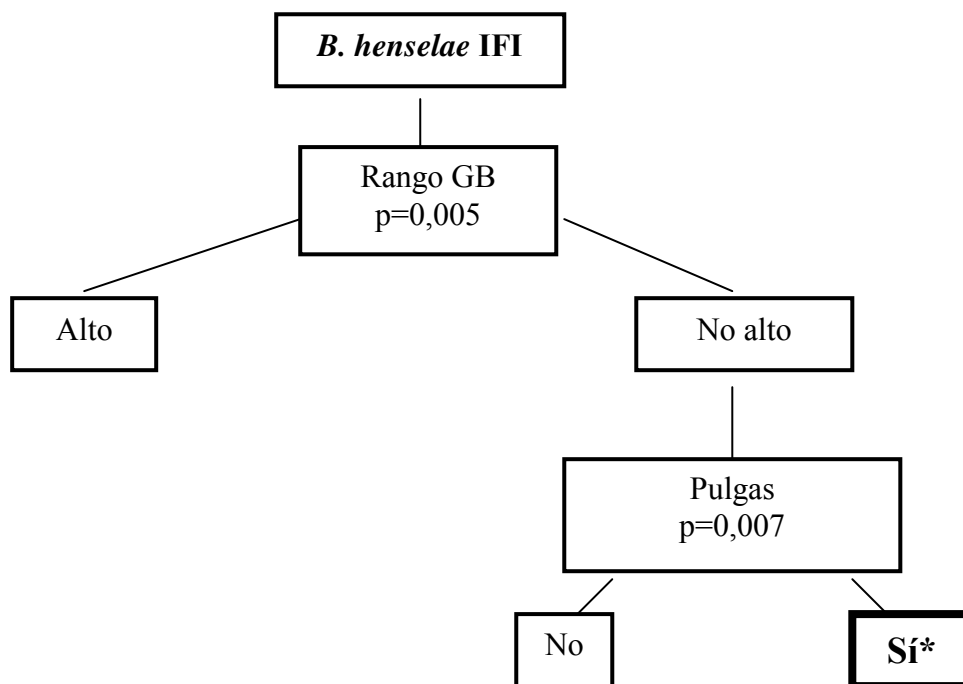 B. henselae IFI
Rango GB
p=0,005
Alto
No alto
Pulgas
p=0,007
No
Sí*